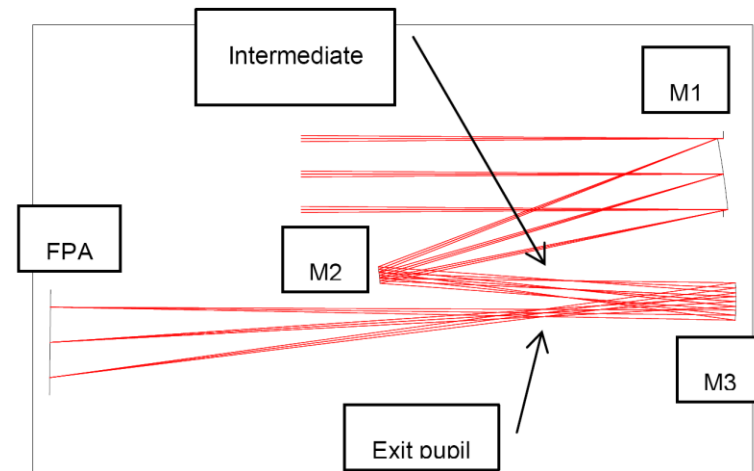 Intermediate
M1
FPA
M2
M3
Exit pupil